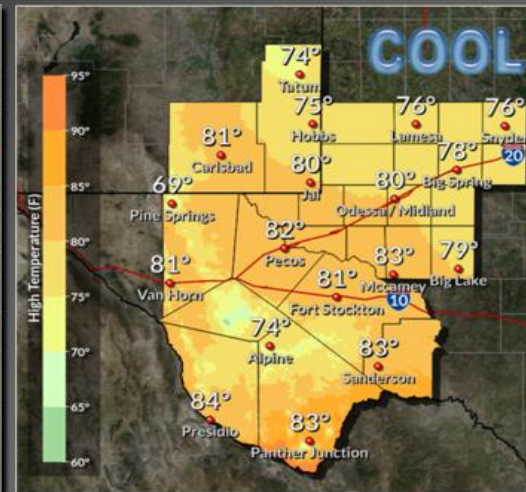 COOL
74°
Tatum
75°
Hobbs
76°
Lamesa
76°
Snyder
81°
Carlsbad
80°
Jal
78°
Big Spring
20
69°
Pine Springs
80°
Odessa / Midland
82°
Pecos
81°
Van Horn
81°
Fort Stockton
83°
Mccamey
79°
Big Lake
10
74°
Alpine
83°
Sanderson
84°
Presidio
83°
Panther Junction
High Temperature (F)
95°
90°
85°
80°
75°
70°
65°
60°